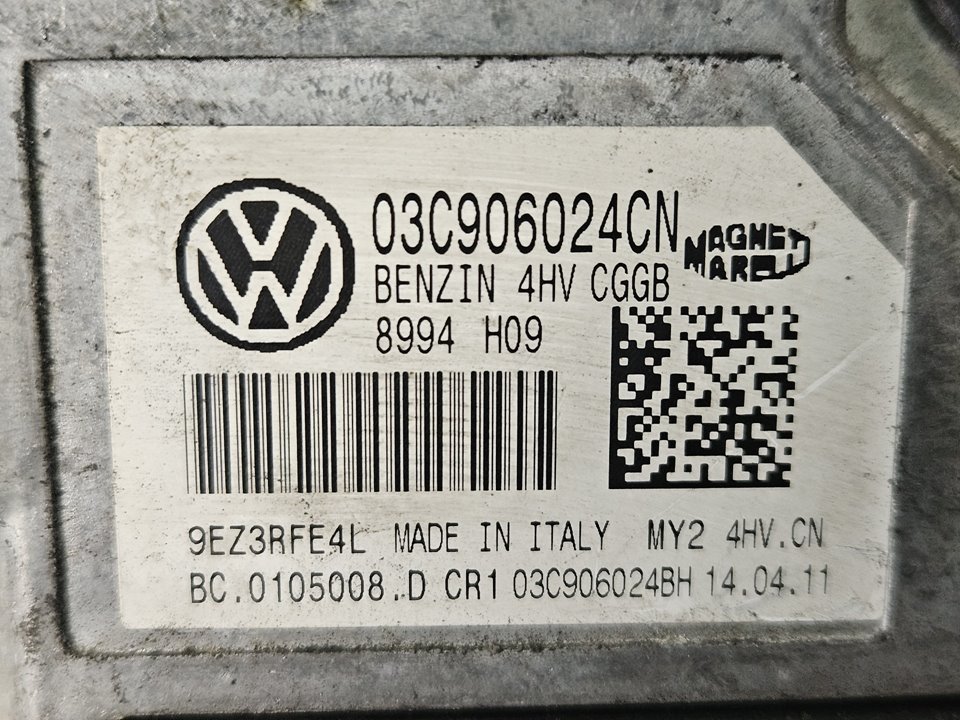 03C906024CN
MAGNETI
MARELLI
BENZIN 4HV CGGB
8994 H09
9EZ3RFE4L MADE IN ITALY MY2 4HV.CN
BC.0105008.D CR1 03C906024BH 14.04.11